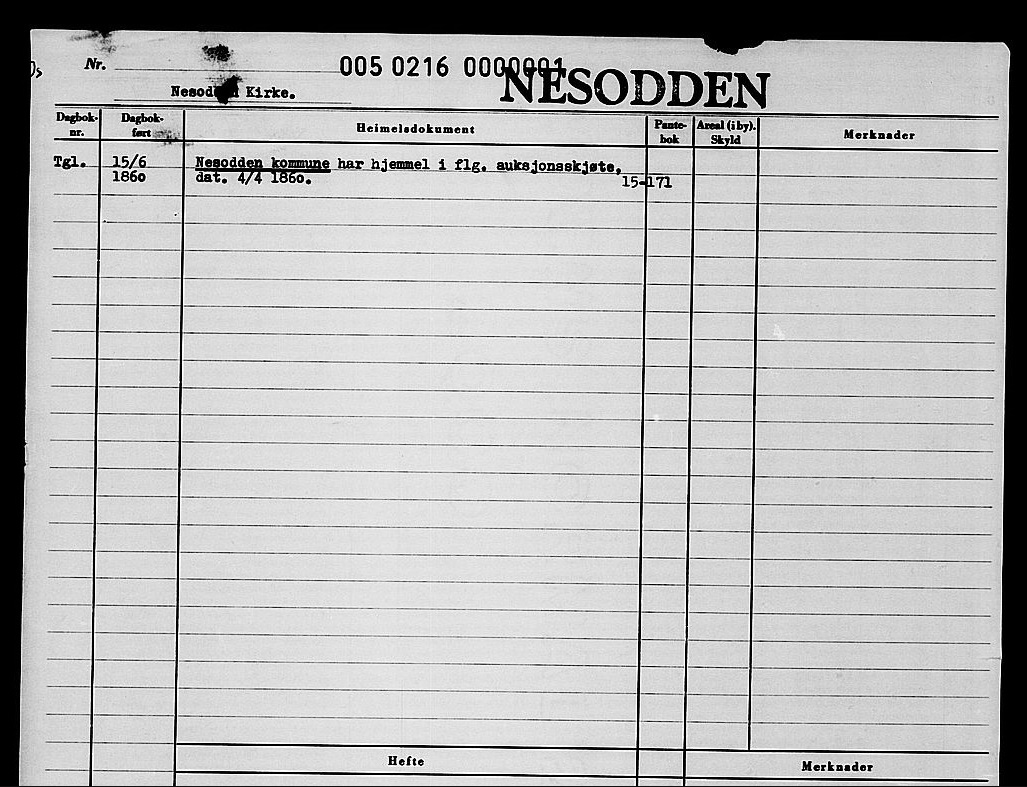 Nr. 005 0216 0000001 NESODDEN
Nesodden Kirke.
Dagbok-nr. Dagbok-ført Heimelsdokument Pante-bok Areal (i by). Skyld Merknader
Tgl. 15/6 Nesodden kommune har hjemmel i flg. auksjonsskjøte,
1860 dat. 4/4 1860. 15-171
Hefte Merknader